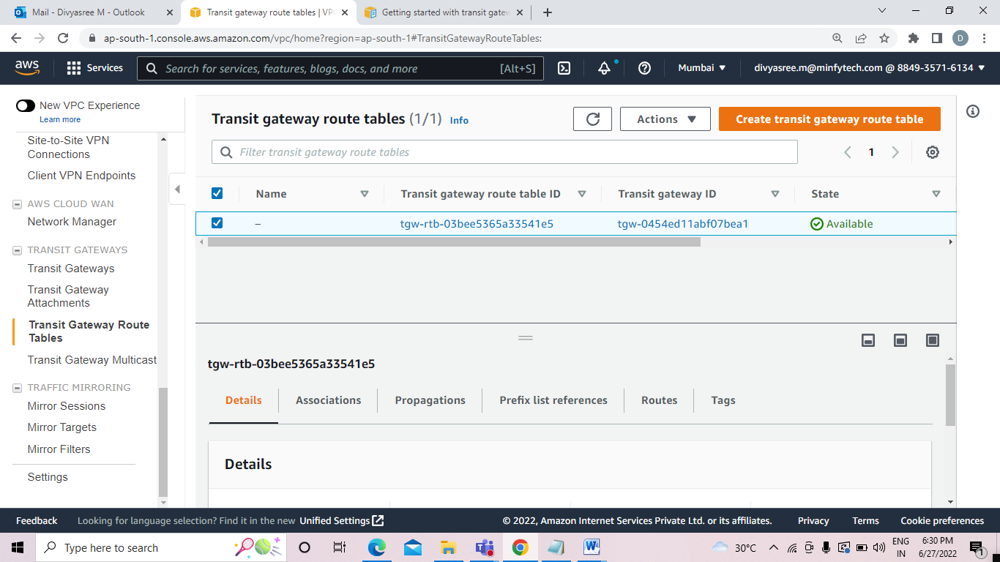 Mail - Divyasree M - Outlook
Transit gateway route tables | VPC
Getting started with transit gatew
ap-south-1.console.aws.amazon.com/vpc/home?region=ap-south-1#TransitGatewayRouteTables:
D
aws
Services
Search for services, features, blogs, docs, and more
[Alt+S]
Mumbai
divyasree.m@minfytech.com @ 8849-3571-6134
New VPC Experience
Learn more
Site-to-Site VPN
Connections
Client VPN Endpoints
AWS CLOUD WAN
Network Manager
TRANSIT GATEWAYS
Transit Gateways
Transit Gateway
Attachments
Transit Gateway Route
Tables
Transit Gateway Multicast
TRAFFIC MIRRORING
Mirror Sessions
Mirror Targets
Mirror Filters
Settings
Transit gateway route tables (1/1) Info
Actions
Create transit gateway route table
Filter transit gateway route tables
1
Name
Transit gateway route table ID
Transit gateway ID
State
–
tgw-rtb-03bee5365a33541e5
tgw-0454ed11abf07bea1
Available
tgw-rtb-03bee5365a33541e5
Details
Associations
Propagations
Prefix list references
Routes
Tags
Details
Feedback
Looking for language selection? Find it in the new Unified Settings
© 2022, Amazon Internet Services Private Ltd. or its affiliates.
Privacy
Terms
Cookie preferences
Type here to search
30°C
ENG
IN
6:30 PM
6/27/2022
1